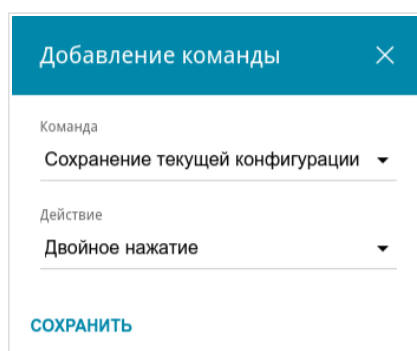 Добавление команды
Команда
Сохранение текущей конфигурации
Действие
Двойное нажатие
СОХРАНИТЬ